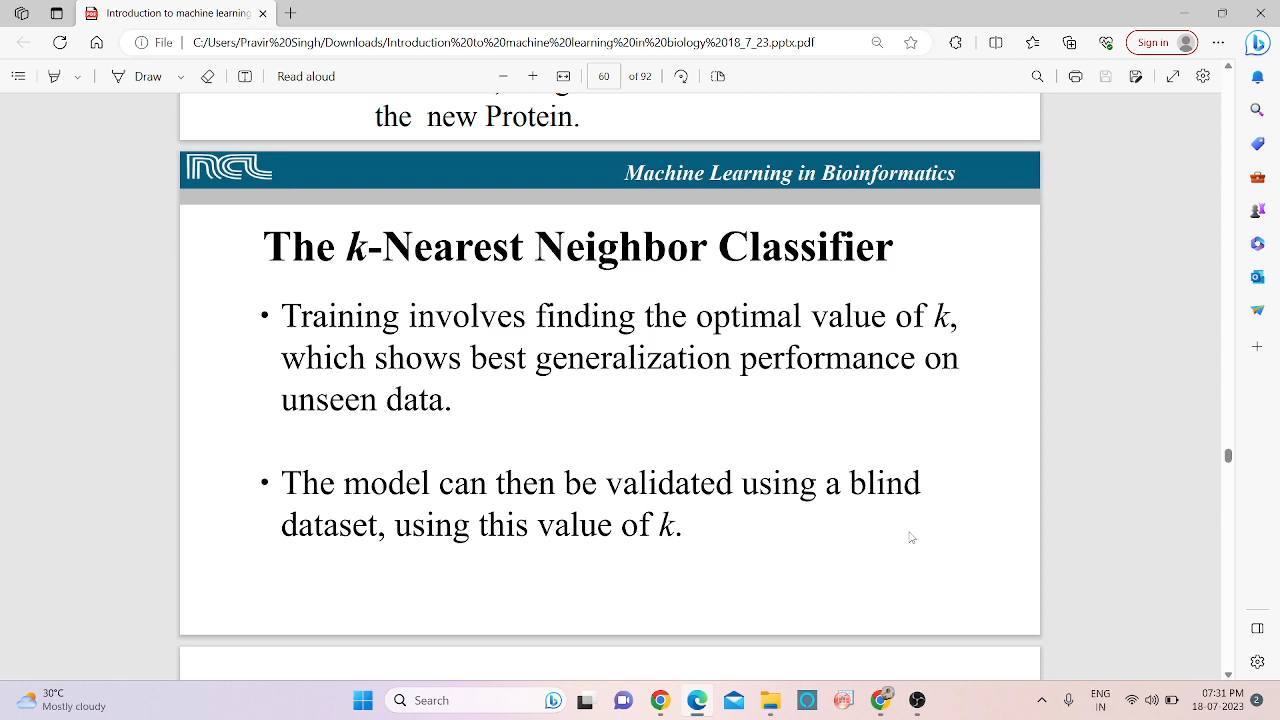 Introduction to machine learning
File
C:/Users/Pravir%20Singh/Downloads/Introduction%20to%20machine%20learning%20in%20biology%2018_7_23.pptx.pdf
Sign in
Draw
Read aloud
60 of 92
the new Protein.
NCL
Machine Learning in Bioinformatics
The k-Nearest Neighbor Classifier
• Training involves finding the optimal value of k,
which shows best generalization performance on
unseen data.
• The model can then be validated using a blind
dataset, using this value of k.
30°C
Mostly cloudy
Search
ENG
IN
07:31 PM
18-07-2023
2